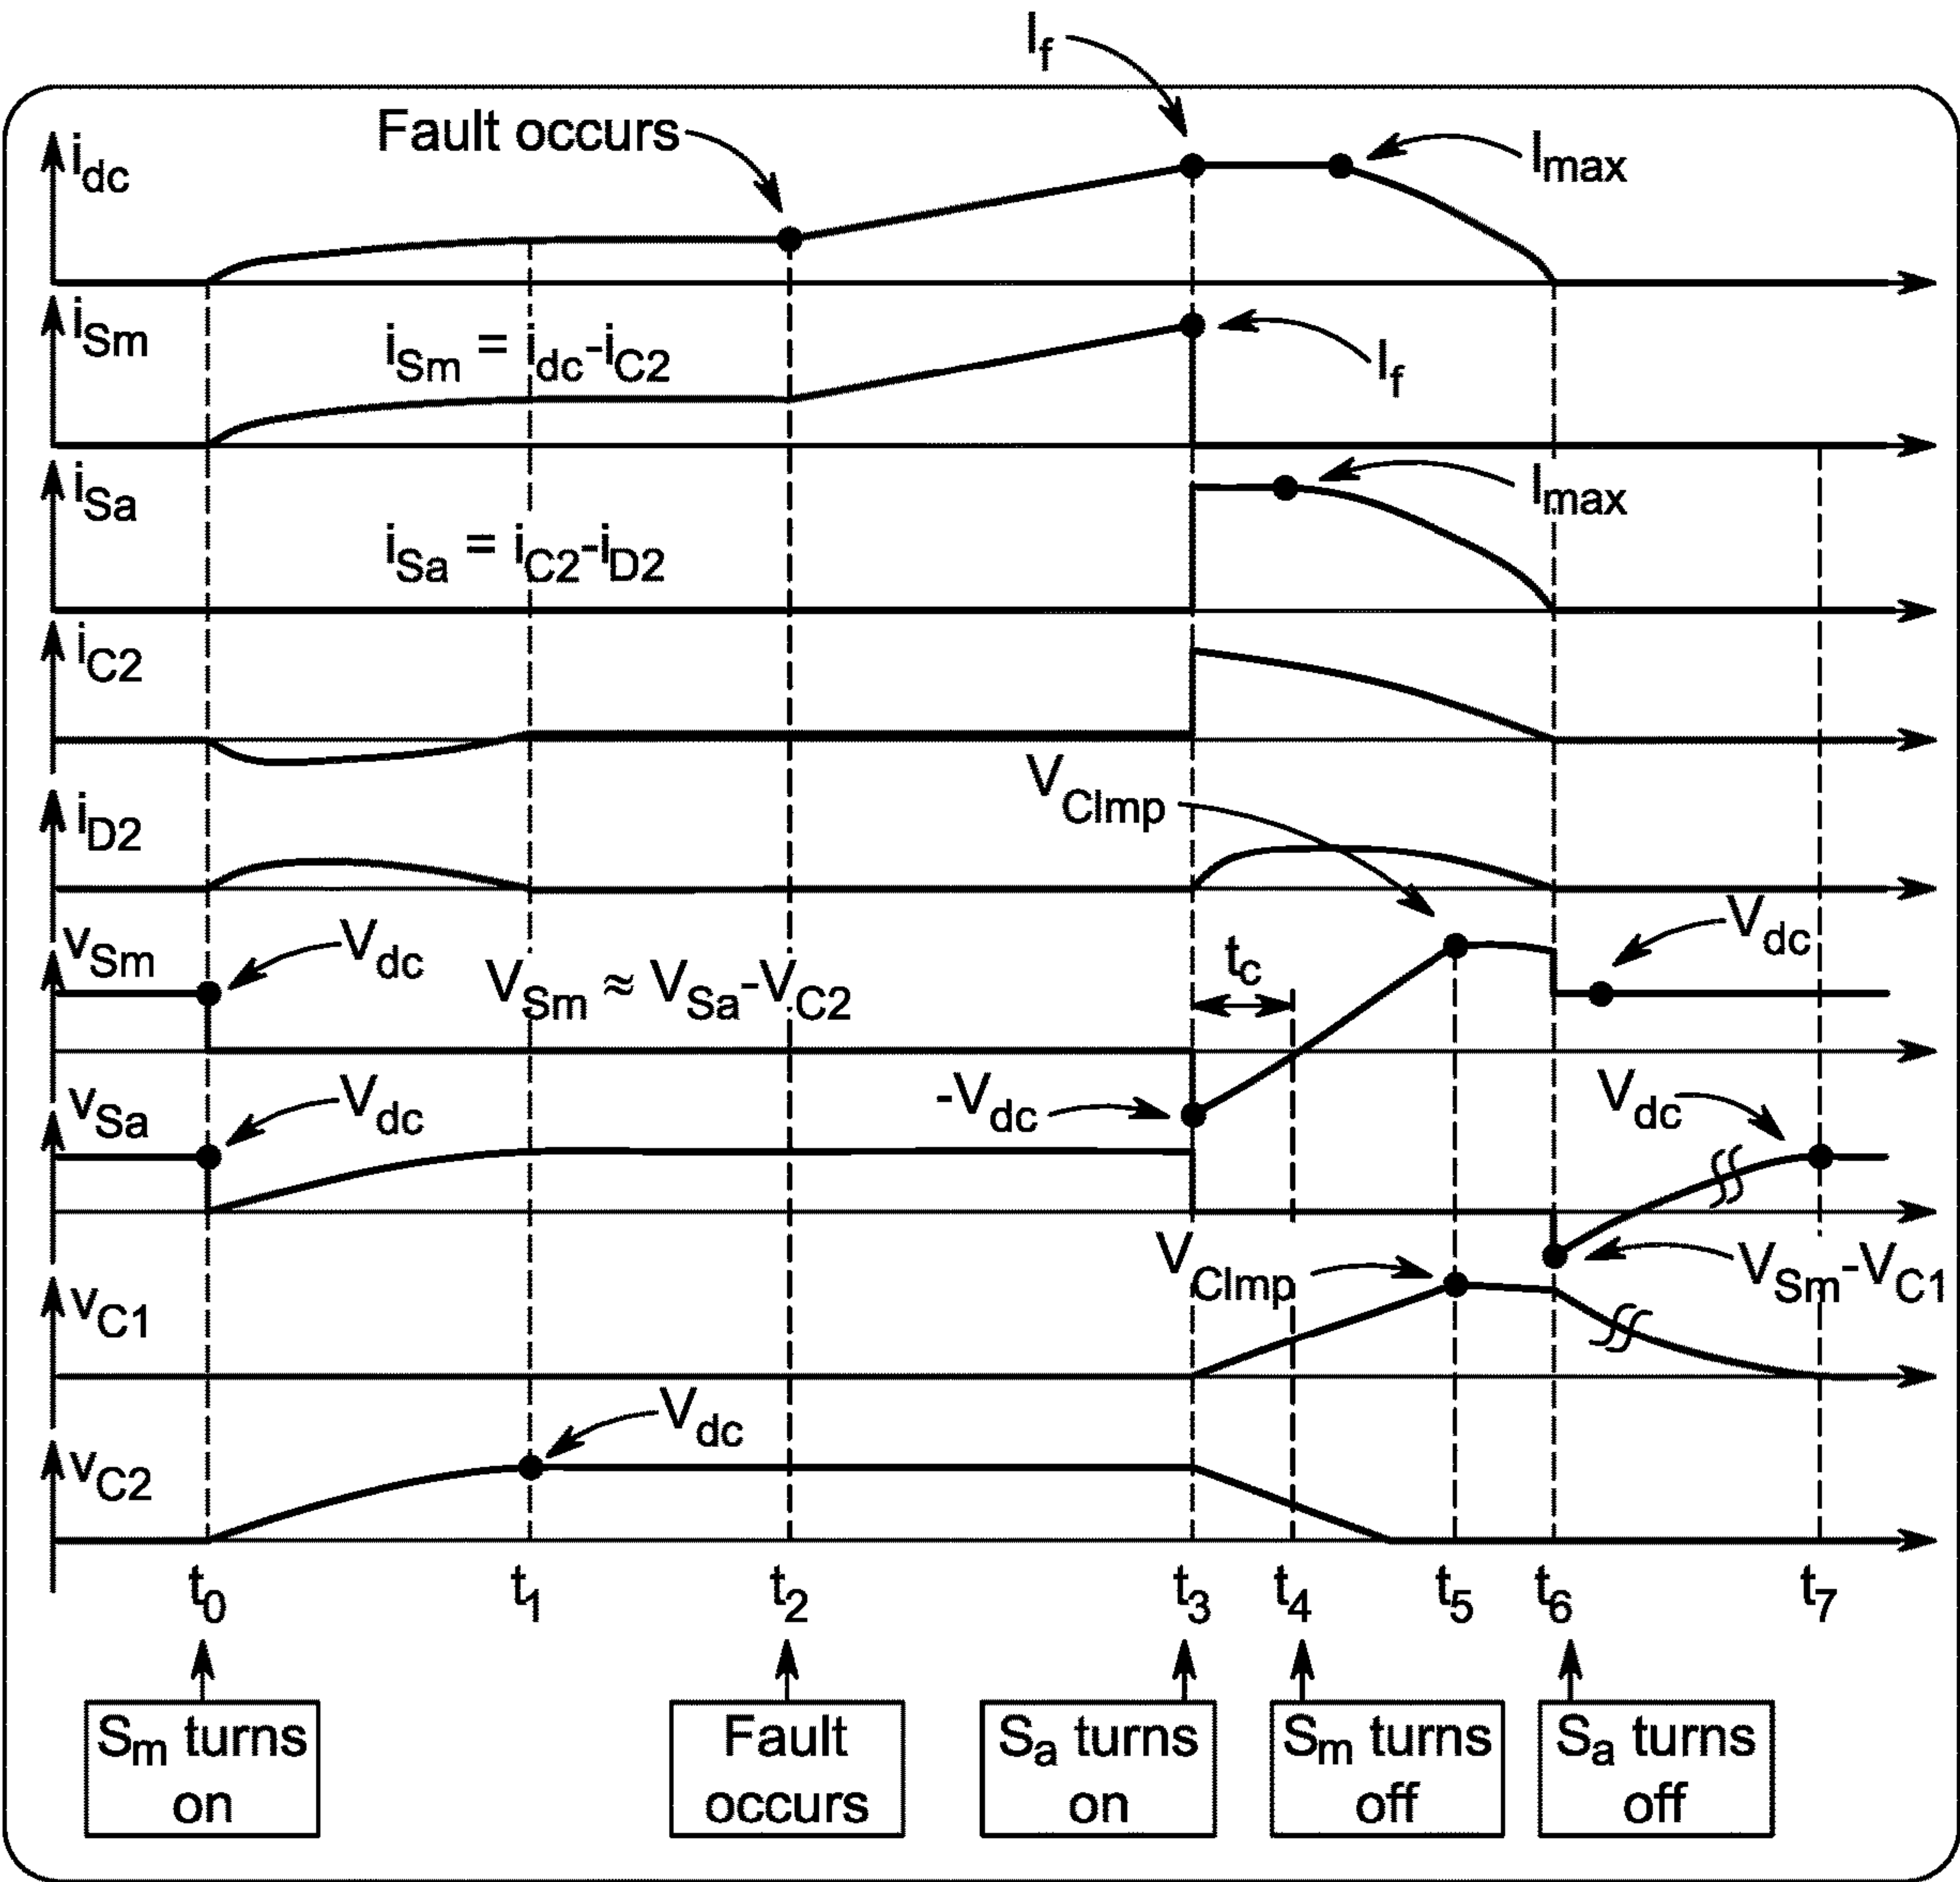 If
Fault occurs
idc
Imax
iSm
iSm = idc-iC2
If
iSa
Imax
iSa = iC2-iD2
iC2
VClmp
iD2
vSm
Vdc
VSm ≈ VSa-VC2
tc
Vdc
vSa
Vdc
-Vdc
Vdc
VClmp
VSm-VC1
vC1
Vdc
vC2
t0 t1 t2 t3 t4 t5 t6 t7
Sm turns
on
Fault
occurs
Sa turns
on
Sm turns
off
Sa turns
off